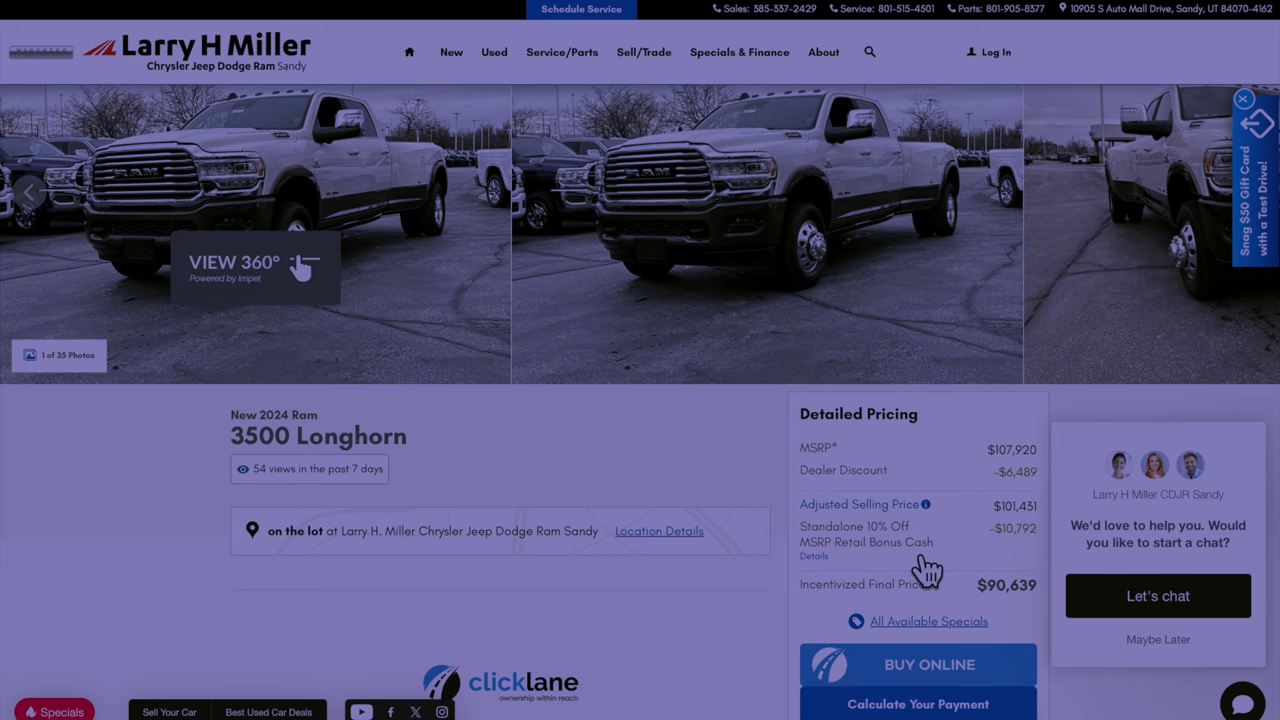 Schedule Service
Sales: 385-337-2429
Service: 801-515-4501
Parts: 801-905-8377
10905 S Auto Mall Drive, Sandy, UT 84070-4162
Larry H Miller
Chrysler Jeep Dodge Ram Sandy
New
Used
Service/Parts
Sell/Trade
Specials & Finance
About
Log In
RAM
RAM
VIEW 360°
Powered by Impel
Snag $50 Gift Card
with a Test Drive!
1 of 35 Photos
New 2024 Ram
3500 Longhorn
54 views in the past 7 days
on the lot at Larry H. Miller Chrysler Jeep Dodge Ram Sandy
Location Details
Detailed Pricing
MSRP* $107,920
Dealer Discount -$6,489
Adjusted Selling Price $101,431
Standalone 10% Off -$10,792
MSRP Retail Bonus Cash
Details
Incentivized Final Price $90,639
All Available Specials
BUY ONLINE
Calculate Your Payment
Larry H Miller CDJR Sandy
We'd love to help you. Would
you like to start a chat?
Let's chat
Maybe Later
clicklane
ownership within reach
Specials
Sell Your Car
Best Used Car Deals